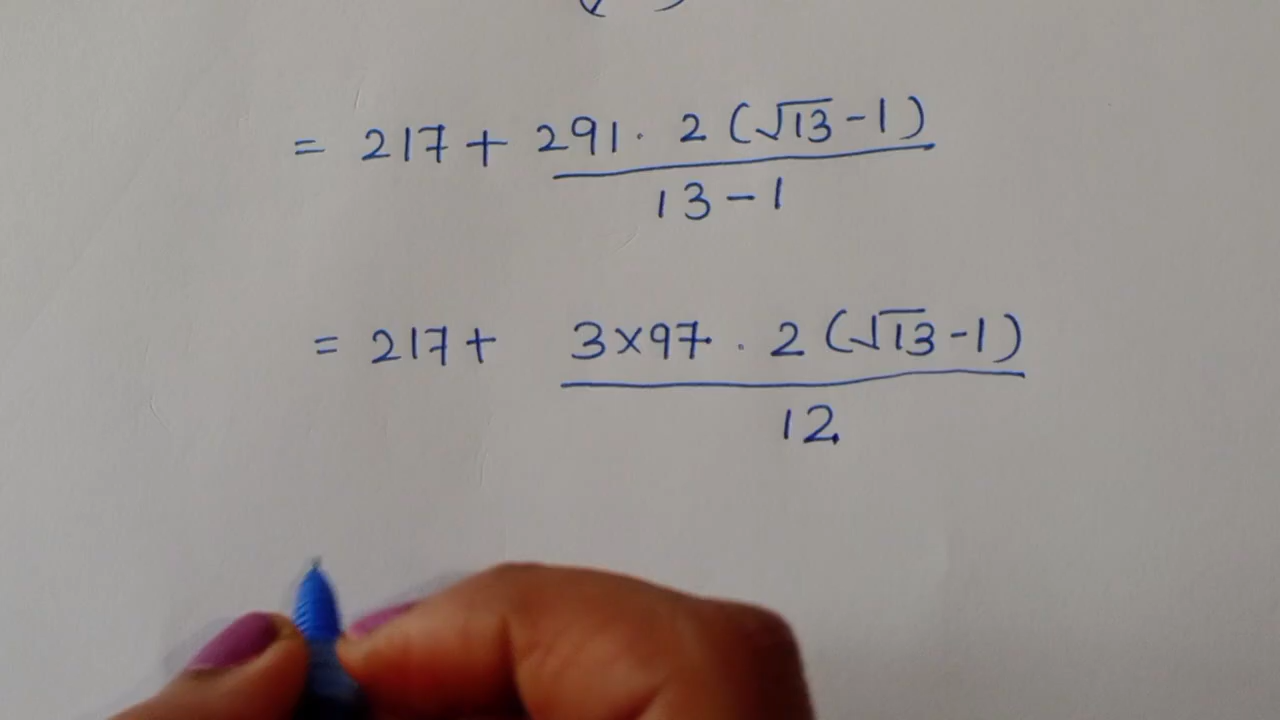 = 217 + 291 . 2 (√13 - 1)
13 - 1
= 217 + 3 × 97 . 2 (√13 - 1)
12